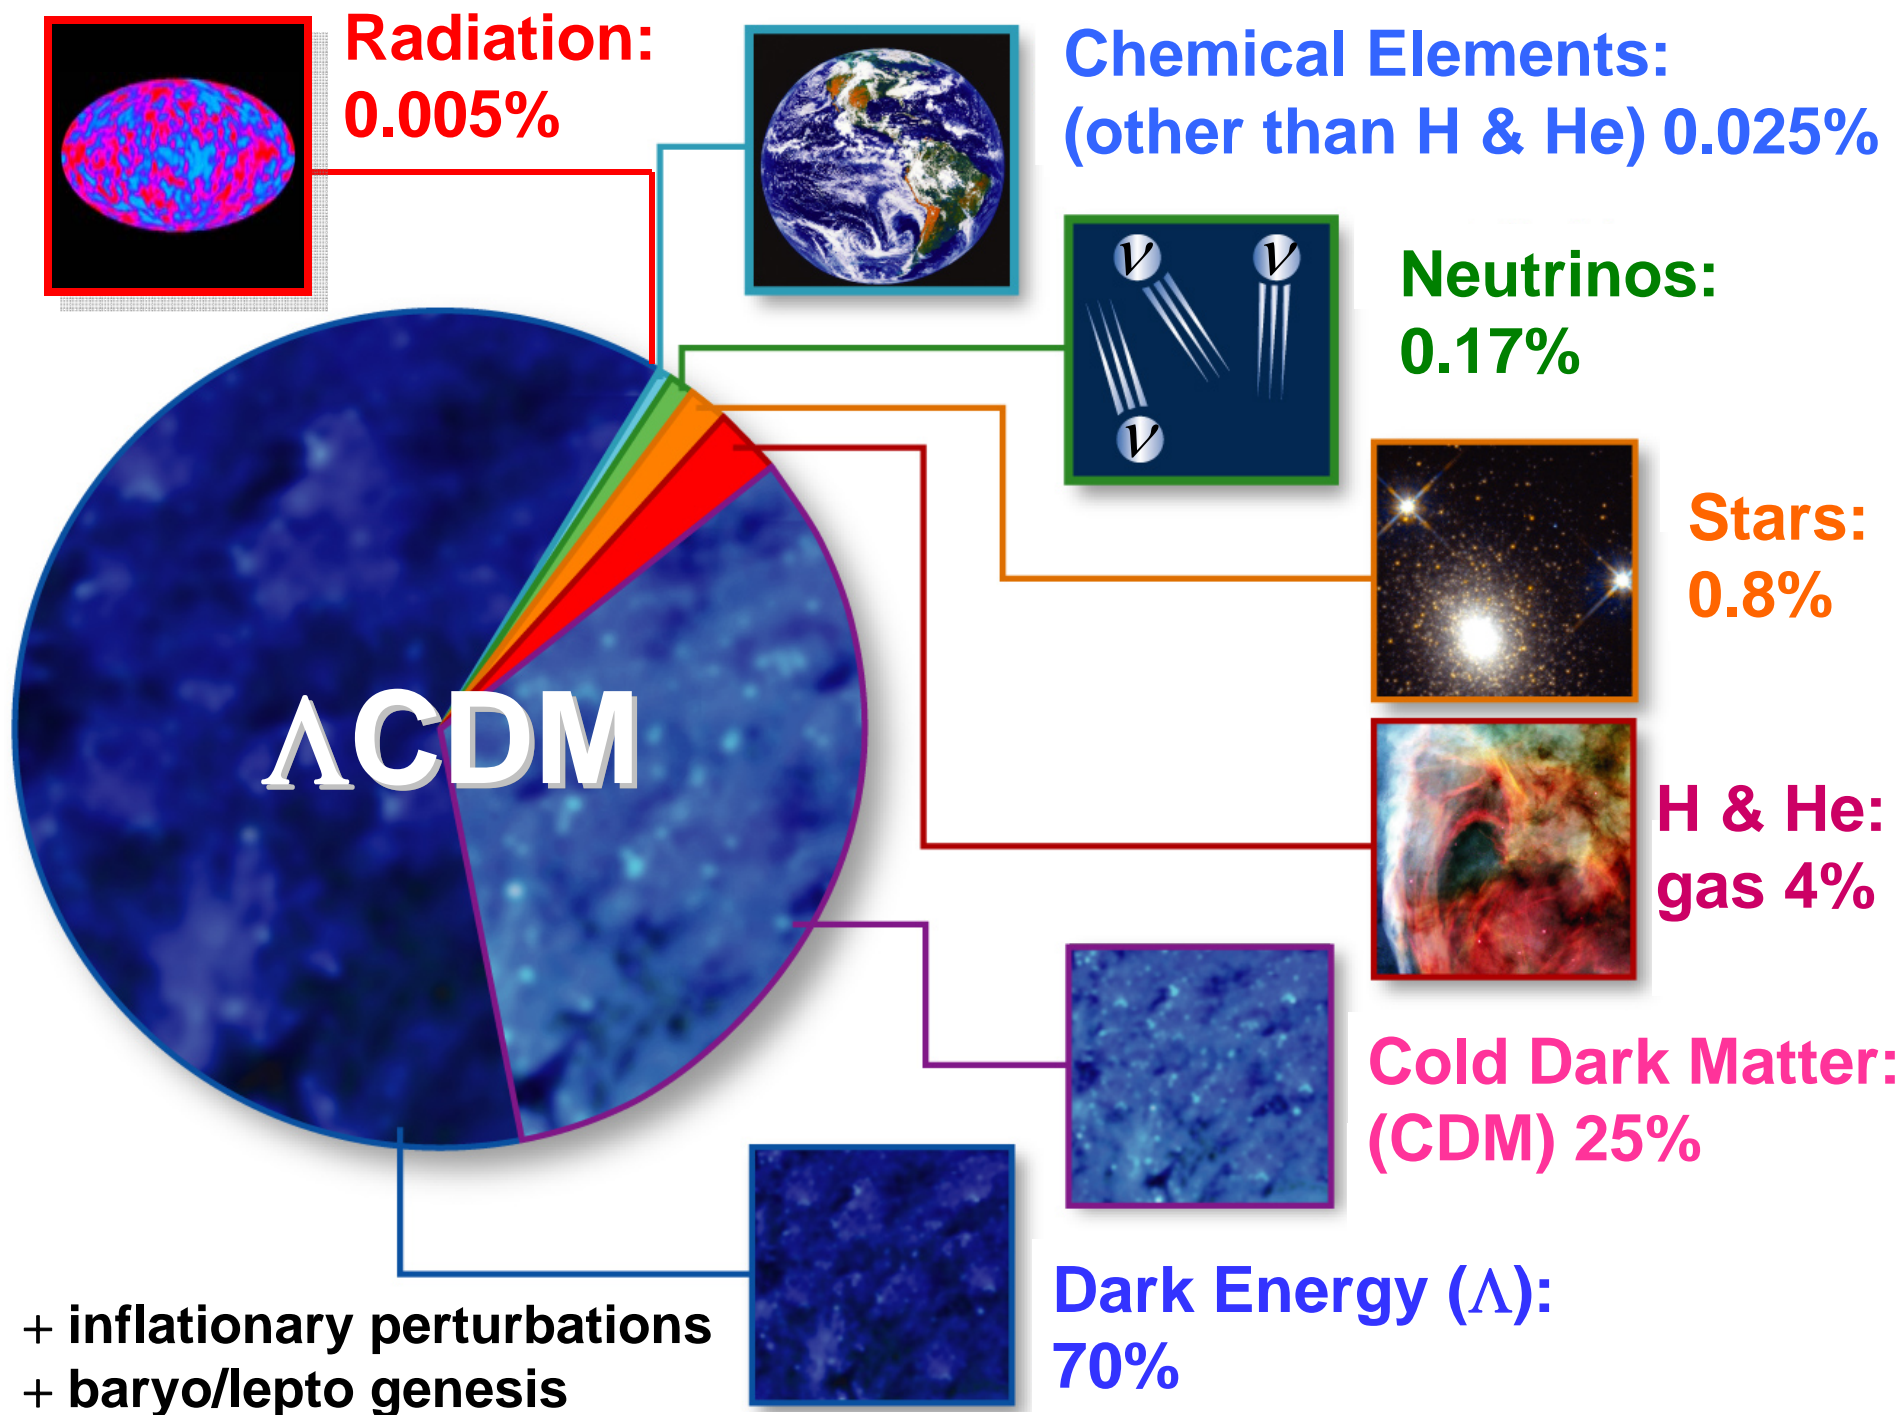 Radiation:
0.005%
Chemical Elements:
(other than H & He) 0.025%
ν ν
ν
Neutrinos:
0.17%
Stars:
0.8%
ΛCDM
H & He:
gas 4%
Cold Dark Matter:
(CDM) 25%
Dark Energy (Λ):
70%
+ inflationary perturbations
+ baryo/lepto genesis